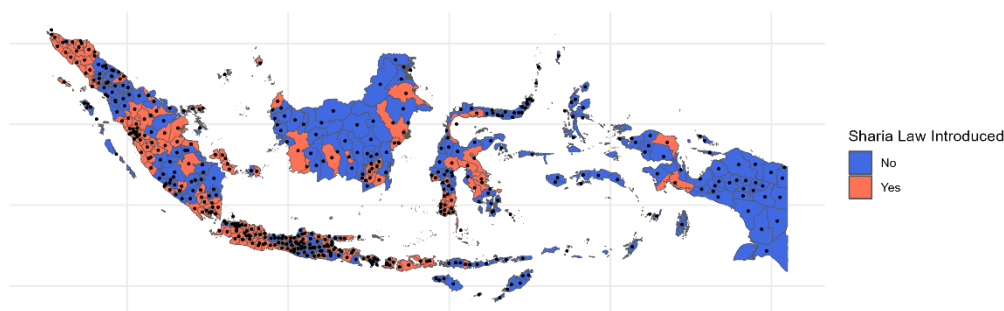 Sharia Law Introduced
No
Yes